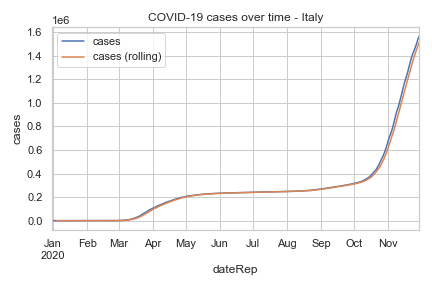 COVID-19 cases over time - Italy
1e6
cases
cases (rolling)
1.6
1.4
1.2
1.0
0.8
0.6
0.4
0.2
0.0
cases
Jan Feb Mar Apr May Jun Jul Aug Sep Oct Nov
2020
dateRep